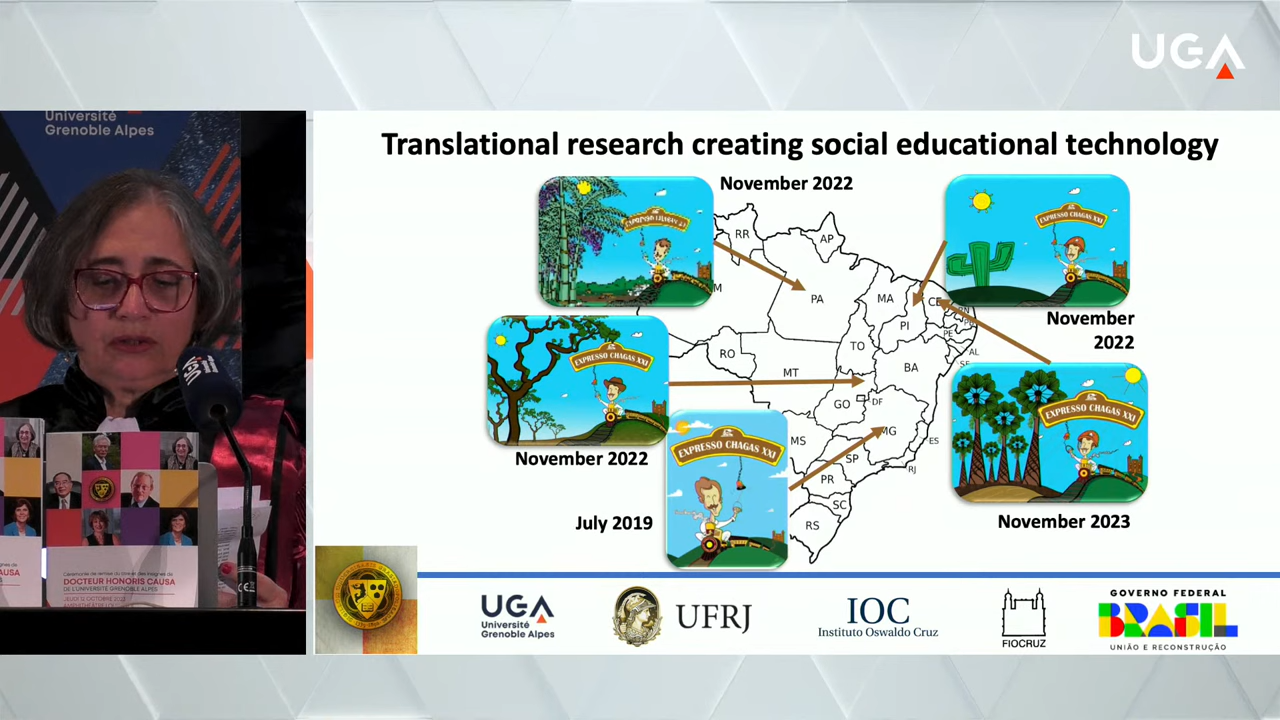 UGA
Université
Grenoble Alpes
Translational research creating social educational technology
November 2022
EXPRESSO CHAGAS XXI
November
2022
EXPRESSO CHAGAS XXI
November 2022
EXPRESSO CHAGAS XXI
July 2019
EXPRESSO CHAGAS XXI
November 2023
RR
AP
M
PA
MA
CE
PI
PE
AL
TO
RO
MT
BA
GO
DF
MS
MG
ES
SP
RJ
PR
SC
RS
DOCTEUR HONORIS CAUSA
DE L'UNIVERSITÉ GRENOBLE ALPES
AUSA
UGA
Université
Grenoble Alpes
UFRJ
IOC
Instituto Oswaldo Cruz
FIOCRUZ
GOVERNO FEDERAL
BRASIL
UNIÃO E RECONSTRUÇÃO